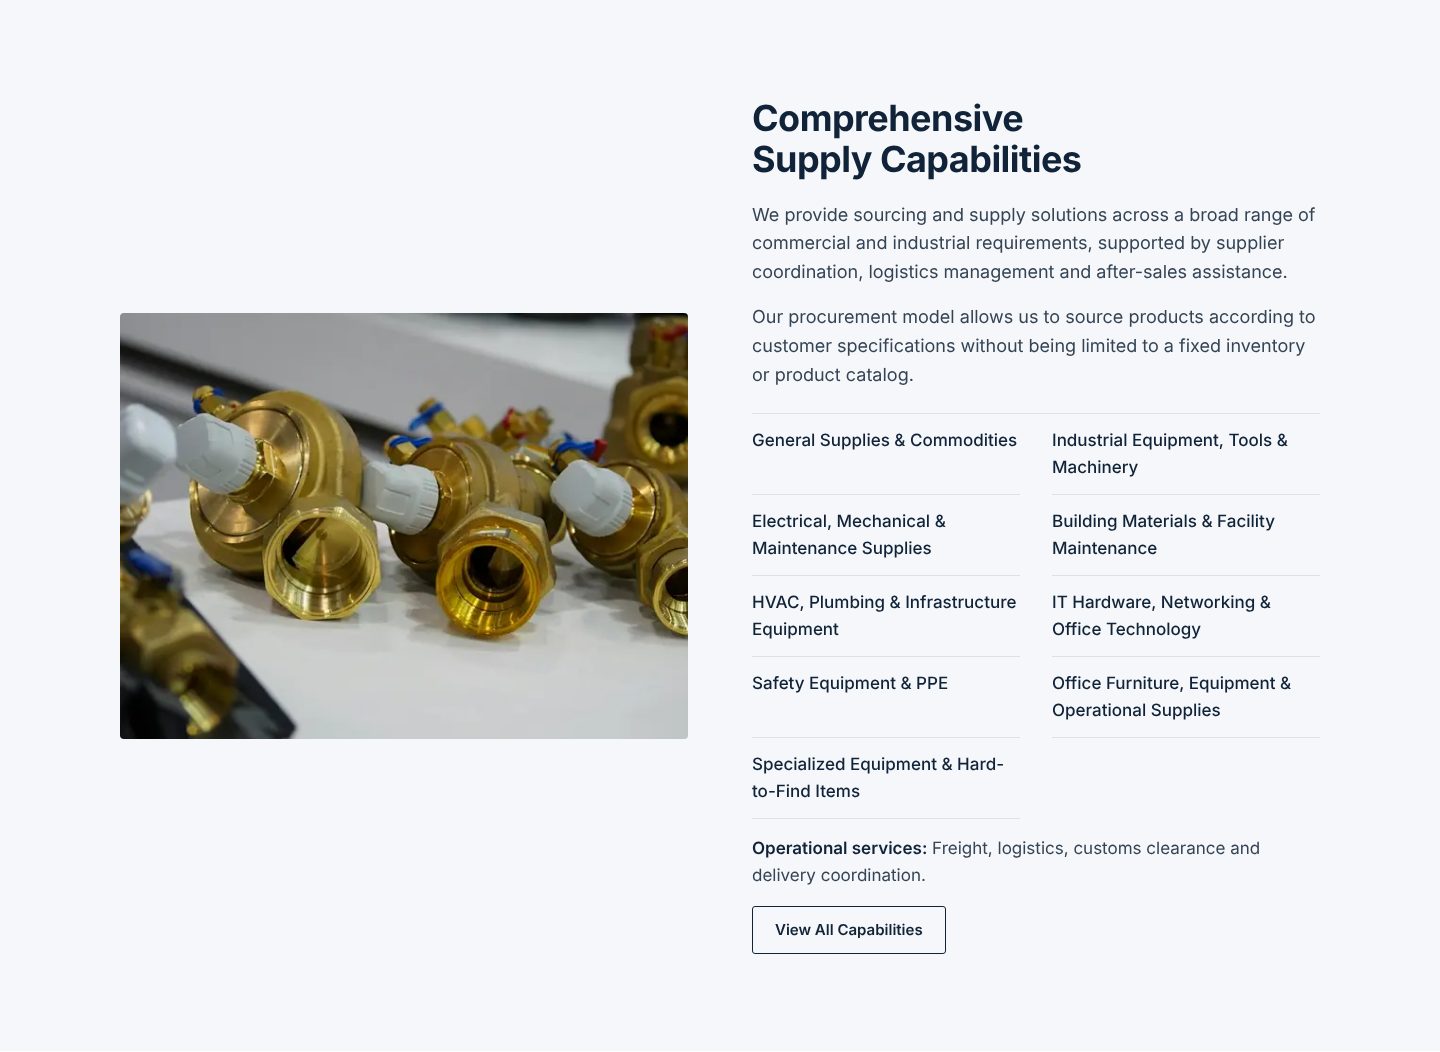 Comprehensive
Supply Capabilities
We provide sourcing and supply solutions across a broad range of
commercial and industrial requirements, supported by supplier
coordination, logistics management and after-sales assistance.
Our procurement model allows us to source products according to
customer specifications without being limited to a fixed inventory
or product catalog.
General Supplies & Commodities
Industrial Equipment, Tools &
Machinery
Electrical, Mechanical &
Maintenance Supplies
Building Materials & Facility
Maintenance
HVAC, Plumbing & Infrastructure
Equipment
IT Hardware, Networking &
Office Technology
Safety Equipment & PPE
Office Furniture, Equipment &
Operational Supplies
Specialized Equipment & Hard-
to-Find Items
Operational services: Freight, logistics, customs clearance and
delivery coordination.
View All Capabilities